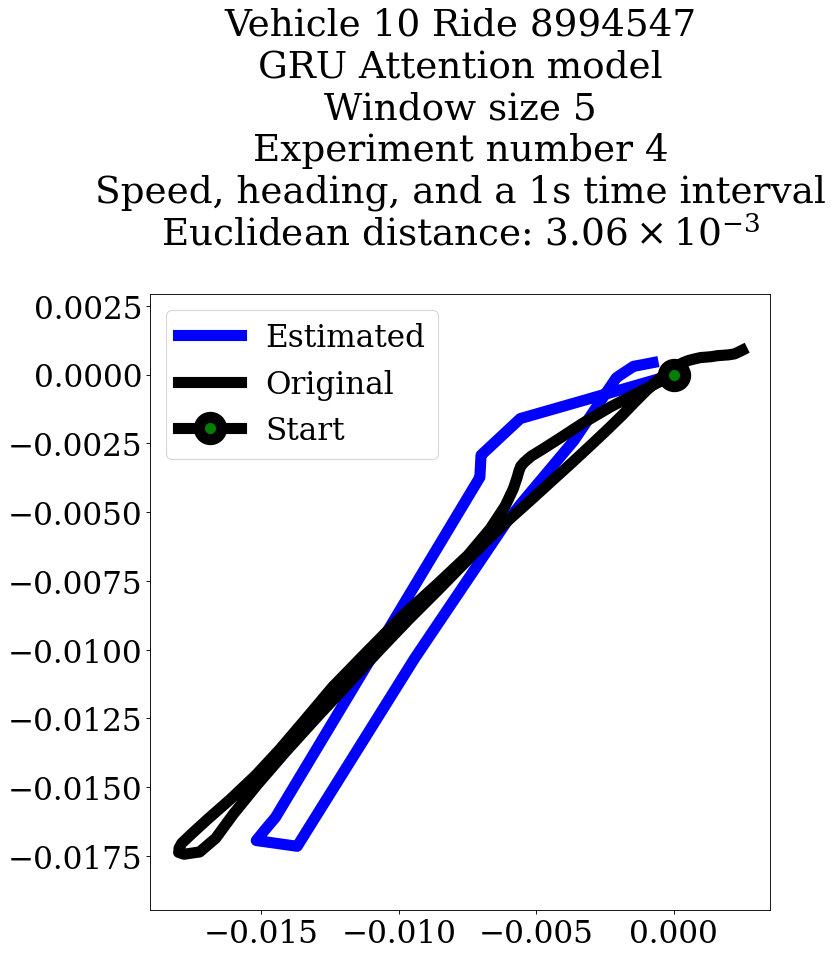 Vehicle 10 Ride 8994547
GRU Attention model
Window size 5
Experiment number 4
Speed, heading, and a 1s time interval
Euclidean distance: 3.06 × 10⁻³
Estimated
Original
Start
0.0025
0.0000
−0.0025
−0.0050
−0.0075
−0.0100
−0.0125
−0.0150
−0.0175
−0.015 −0.010 −0.005 0.000